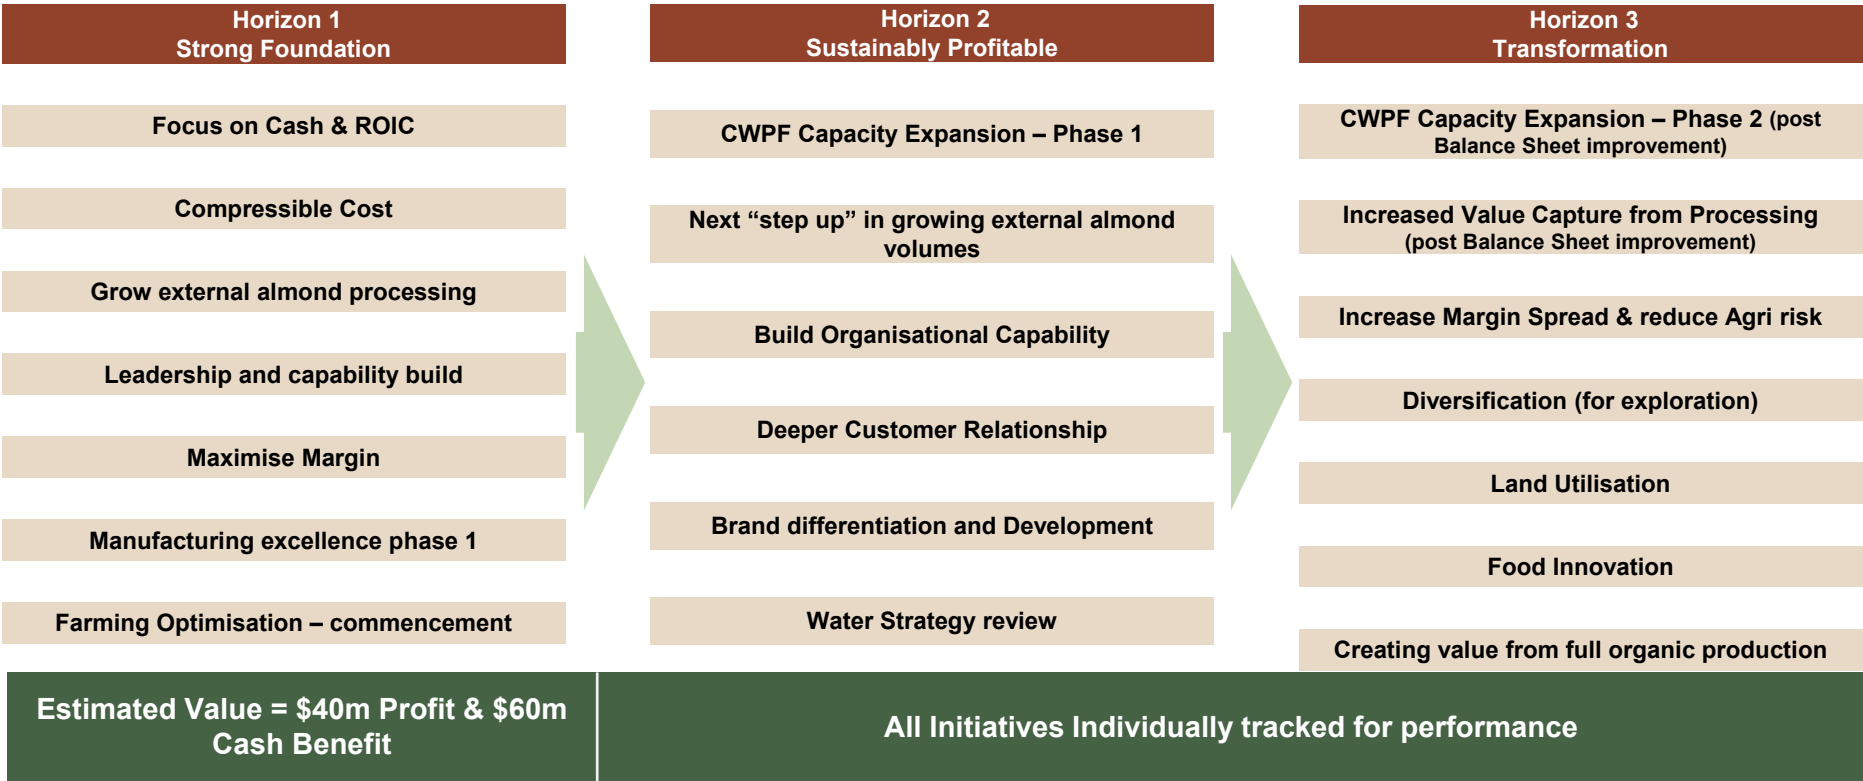 Horizon 1
Strong Foundation
Focus on Cash & ROIC
Compressible Cost
Grow external almond processing
Leadership and capability build
Maximise Margin
Manufacturing excellence phase 1
Farming Optimisation – commencement
Horizon 2
Sustainably Profitable
CWPF Capacity Expansion – Phase 1
Next “step up” in growing external almond
volumes
Build Organisational Capability
Deeper Customer Relationship
Brand differentiation and Development
Water Strategy review
Horizon 3
Transformation
CWPF Capacity Expansion – Phase 2 (post
Balance Sheet improvement)
Increased Value Capture from Processing
(post Balance Sheet improvement)
Increase Margin Spread & reduce Agri risk
Diversification (for exploration)
Land Utilisation
Food Innovation
Creating value from full organic production
Estimated Value = $40m Profit & $60m
Cash Benefit
All Initiatives Individually tracked for performance